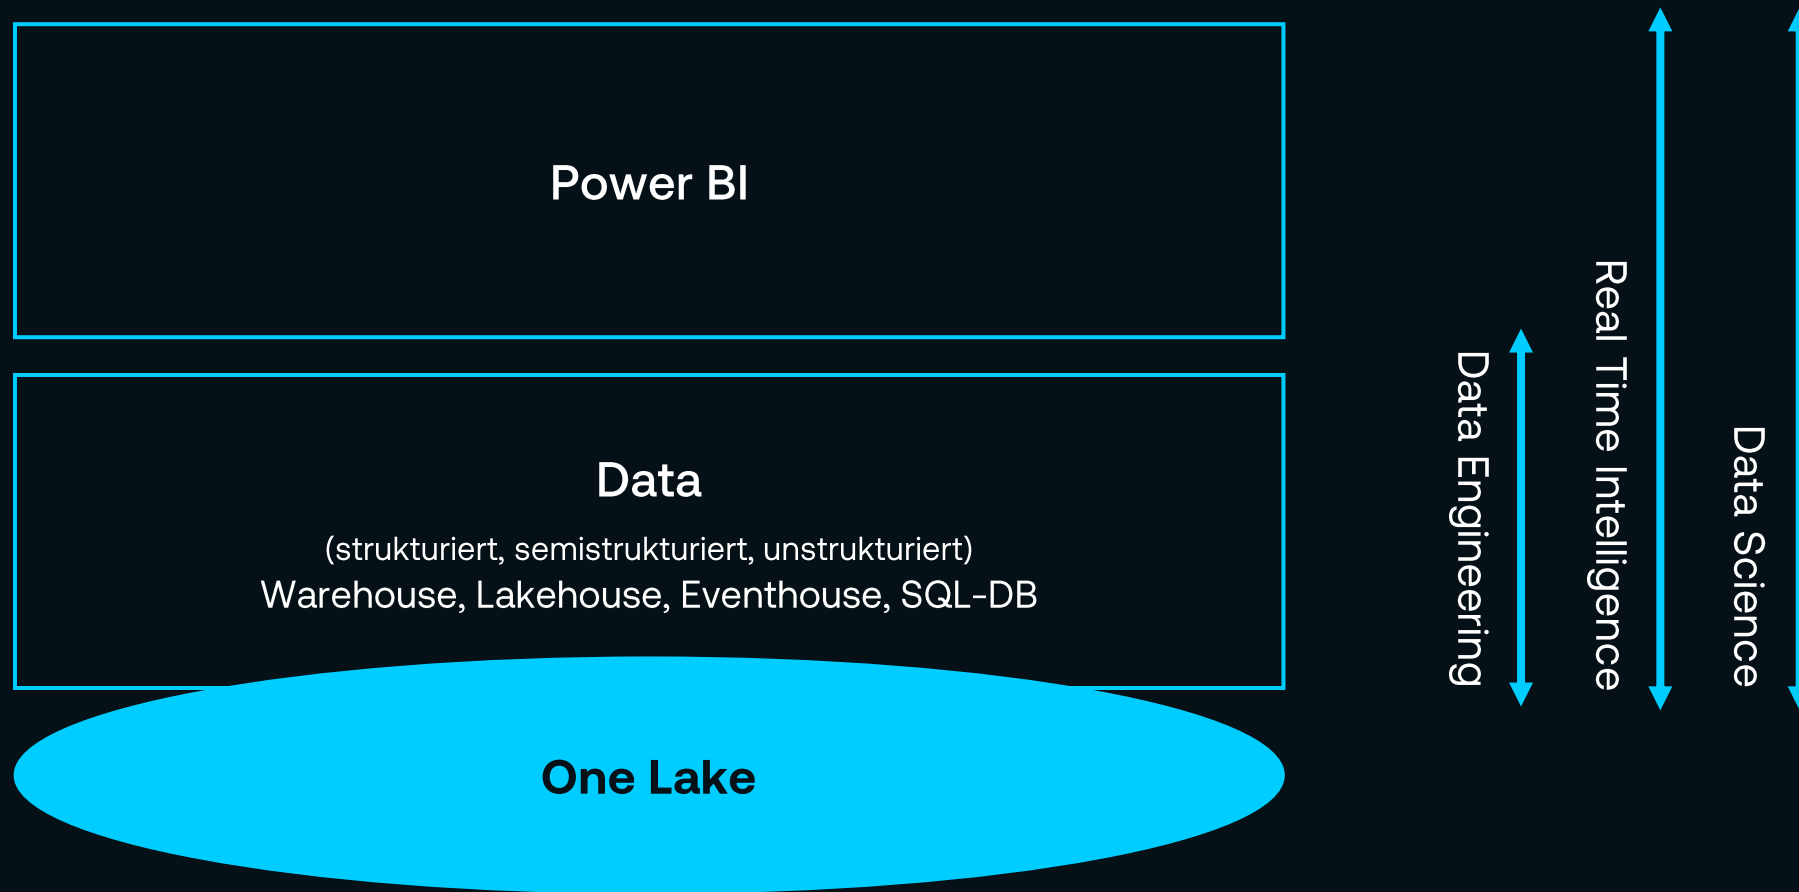 Power BI
Data
(strukturiert, semistrukturiert, unstrukturiert)
Warehouse, Lakehouse, Eventhouse, SQL-DB
One Lake
Data Engineering
Real Time Intelligence
Data Science